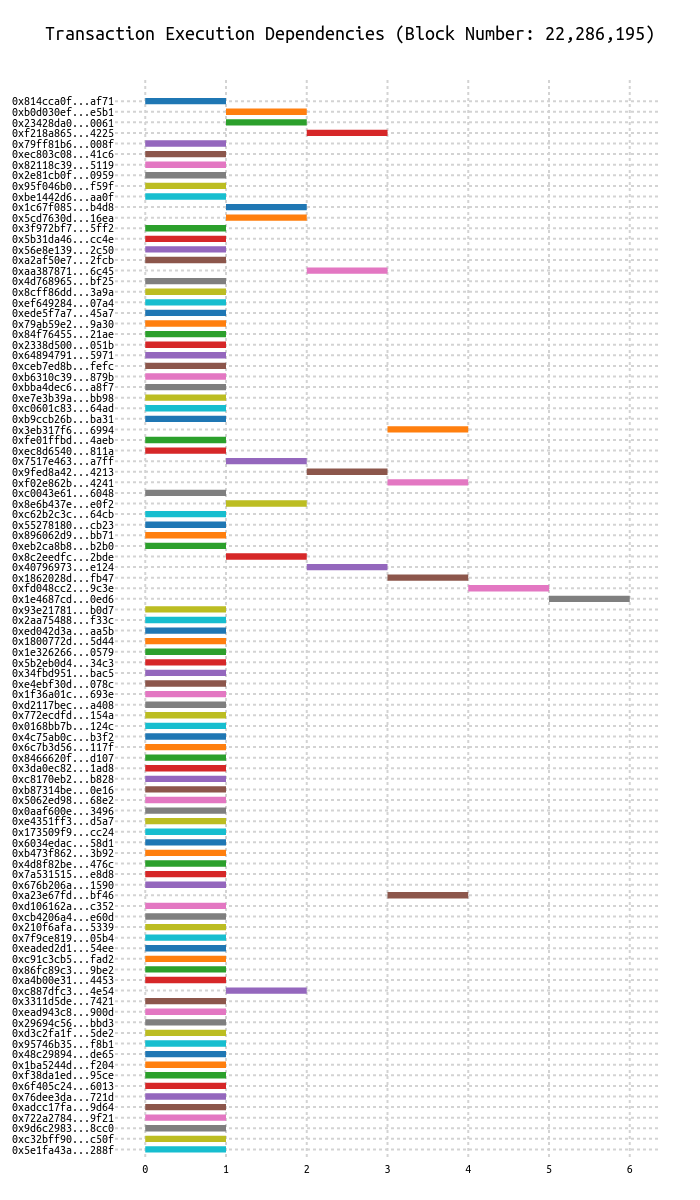 Transaction Execution Dependencies (Block Number: 22,286,195)
0x814cca0f...af71
0xb0d030ef...e5b1
0x23428da0...0061
0xf218a865...4225
0x79ff81b6...008f
0xec803c08...41c6
0x82118c39...5119
0x2e81cb0f...0959
0x95f046b0...f59f
0xbe1442d6...aa0f
0x1c67f085...b4d8
0x5cd7630d...16ea
0x3f972bf7...5ff2
0x5b31da46...cc4e
0x56e8e139...2c50
0xa2af50e7...2fcb
0xaa387871...6c45
0x4d768965...bf25
0x8cff86dd...3a9a
0xef649284...07a4
0xede5f7a7...45a7
0x79ab59e2...9a30
0x84f76455...21ae
0x2338d500...051b
0x64894791...5971
0xceb7ed8b...fefc
0xb6310c39...879b
0xbba4dec6...a8f7
0xe7e3b39a...bb98
0xc0601c83...64ad
0xb9ccb26b...ba31
0x3eb317f6...6994
0xfe01ffbd...4aeb
0xec8d6540...811a
0x7517e463...a7ff
0x9fed8a42...4213
0xf02e862b...4241
0xc0043e61...6048
0x8e6b437e...e0f2
0xc62b2c3c...64cb
0x55278180...cb23
0x896062d9...bb71
0xeb2ca8b8...b2b0
0x8c2eedfc...2bde
0x40796973...e124
0x1862028d...fb47
0xfd048cc2...9c3e
0x1e4687cd...0ed6
0x93e21781...b0d7
0x2aa75488...f33c
0xed042d3a...aa5b
0x1800772d...5d44
0x1e326266...0579
0x5b2eb0d4...34c3
0x34fbd951...bac5
0xe4ebf30d...078c
0x1f36a01c...693e
0xd2117bec...a408
0x772ecdfd...154a
0x0168bb7b...124c
0x4c75ab0c...b3f2
0x6c7b3d56...117f
0x8466620f...d107
0x3da0ec82...1ad8
0xc8170eb2...b828
0xb87314be...0e16
0x5062ed98...68e2
0x0aaf600e...3496
0xe4351ff3...d5a7
0x173509f9...cc24
0x6034edac...58d1
0xb473f862...3b92
0x4d8f82be...476c
0x7a531515...e8d8
0x676b206a...1590
0xa23e67fd...bf46
0xd106162a...c352
0xcb4206a4...e60d
0x210f6afa...5339
0x7f9ce819...05b4
0xeaded2d1...54ee
0xc91c3cb5...fad2
0x86fc89c3...9be2
0xa4b00e31...4453
0xc887dfc3...4e54
0x3311d5de...7421
0xead943c8...900d
0x29694c56...bbd3
0xd3c2fa1f...5de2
0x95746b35...f8b1
0x48c29894...de65
0x1ba5244d...f204
0xf38da1ed...95ce
0x6f405c24...6013
0x76dee3da...721d
0xadcc17fa...9d64
0x722a2784...9f21
0x9d6c2983...8cc0
0xc32bff90...c50f
0x5e1fa43a...288f
0 1 2 3 4 5 6